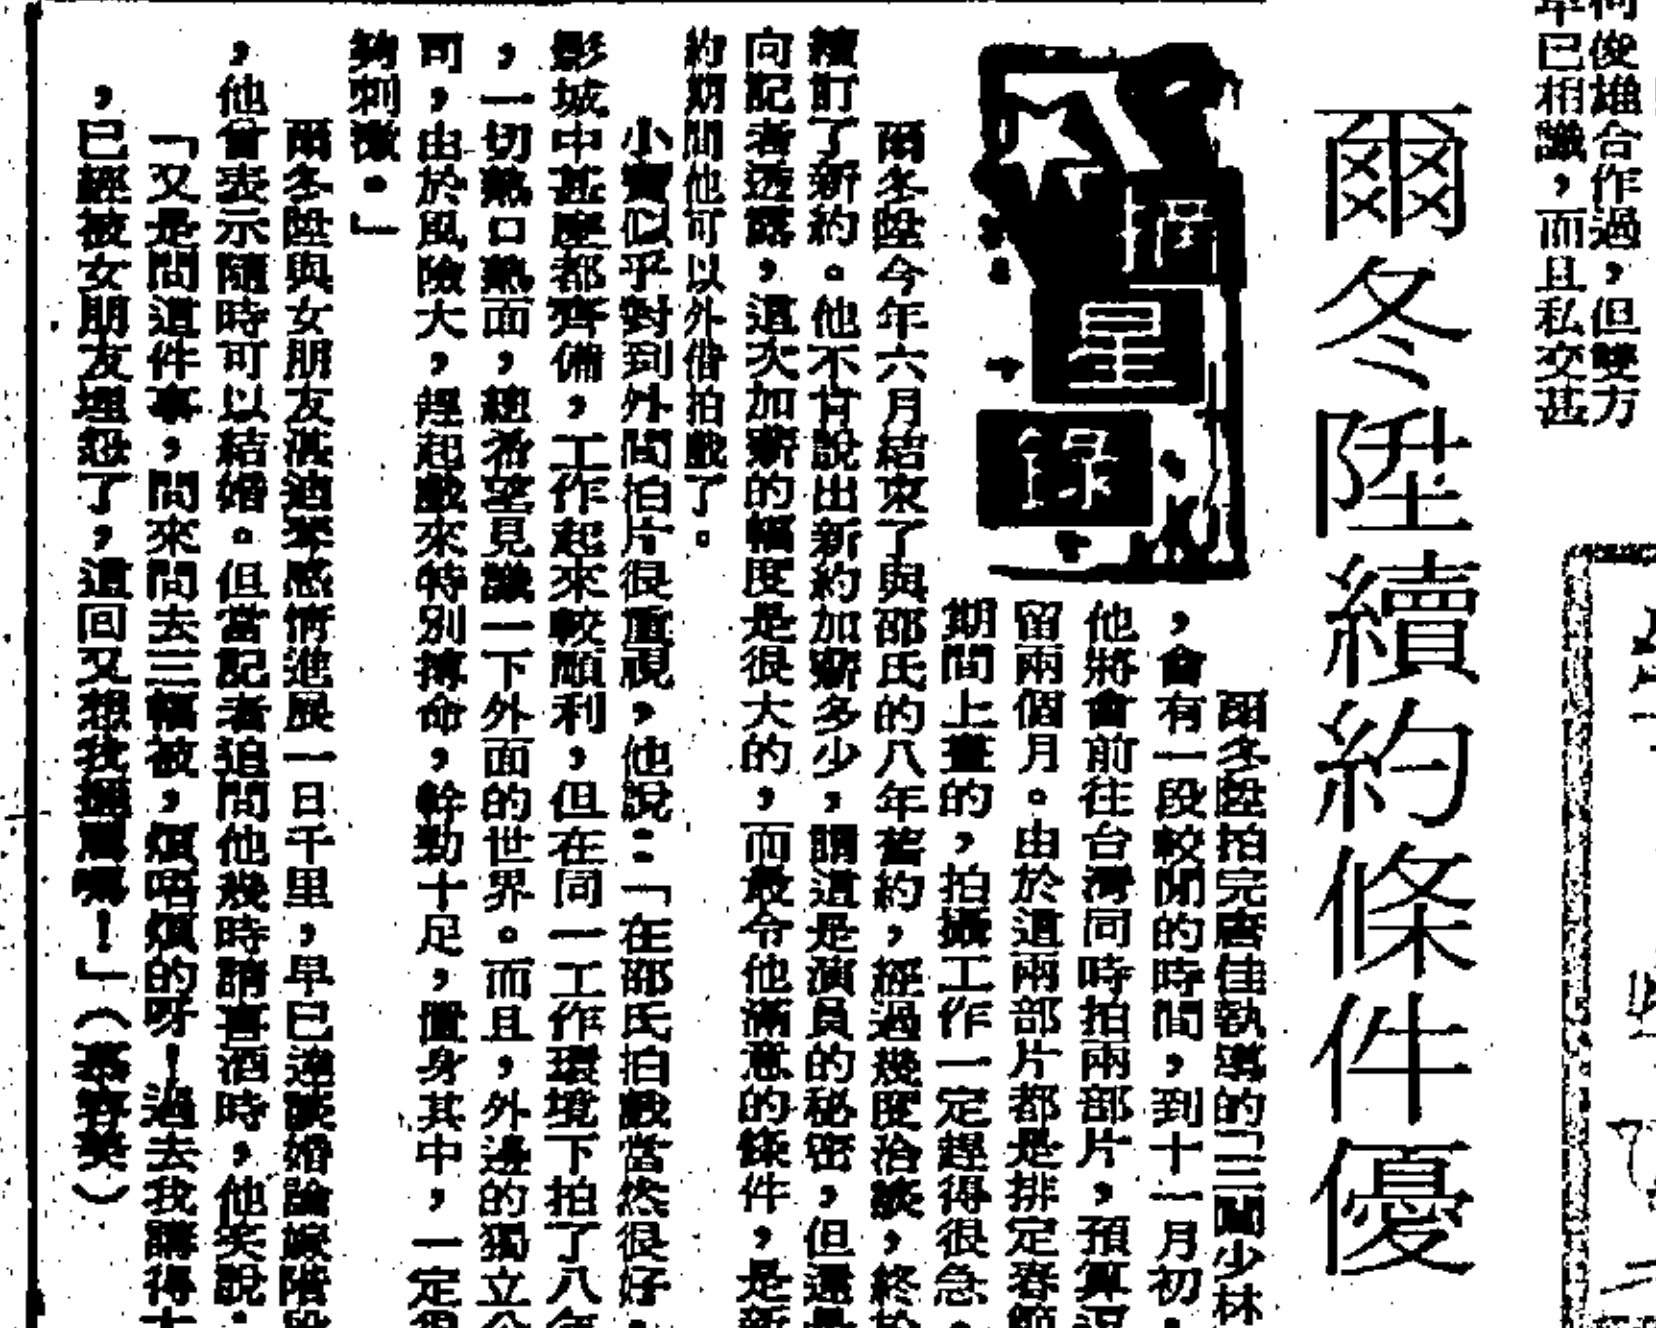 何俊雄合作過，但雙方
早已相識，而且私交甚
爾冬陞續約條件優
摘星錄
爾冬陞拍完唐佳執導的「三闖少林
，會有一段較閒的時間，到十一月初，
他將會前往台灣同時拍兩部片，預算逗
留兩個月。由於這兩部片都是排定春節
期間上畫的，拍攝工作一定趕得很急。
爾冬陞今年六月結束了與邵氏的八年舊約，經過幾度洽談，終於
續訂了新約。他不肯說出新約加薪多少，謂這是演員的秘密，但還是
向記者透露，這次加薪的幅度是很大的，而最令他滿意的條件，是新
約期間他可以外借拍戲了。
小寶似乎對到外間拍片很重視，他說：「在邵氏拍戲當然很好，
影城中甚麼都齊備，工作起來較順利，但在同一工作環境下拍了八年
，一切熟口熟面，總希望見識一下外面的世界。而且，外邊的獨立公
司，由於風險大，趕起戲來特別搏命，幹勁十足，置身其中，一定很
夠刺激。」
爾冬陞與女朋友湛迪琴感情進展一日千里，早已達談婚論嫁階段
，他曾表示隨時可以結婚。但當記者追問他幾時請喜酒時，他笑說：
「又是問這件事，問來問去三幅被，煩唔煩的呀！過去我講得太
，已經被女朋友埋怨了，這回又想我攞罵嗎！」（慕容美）